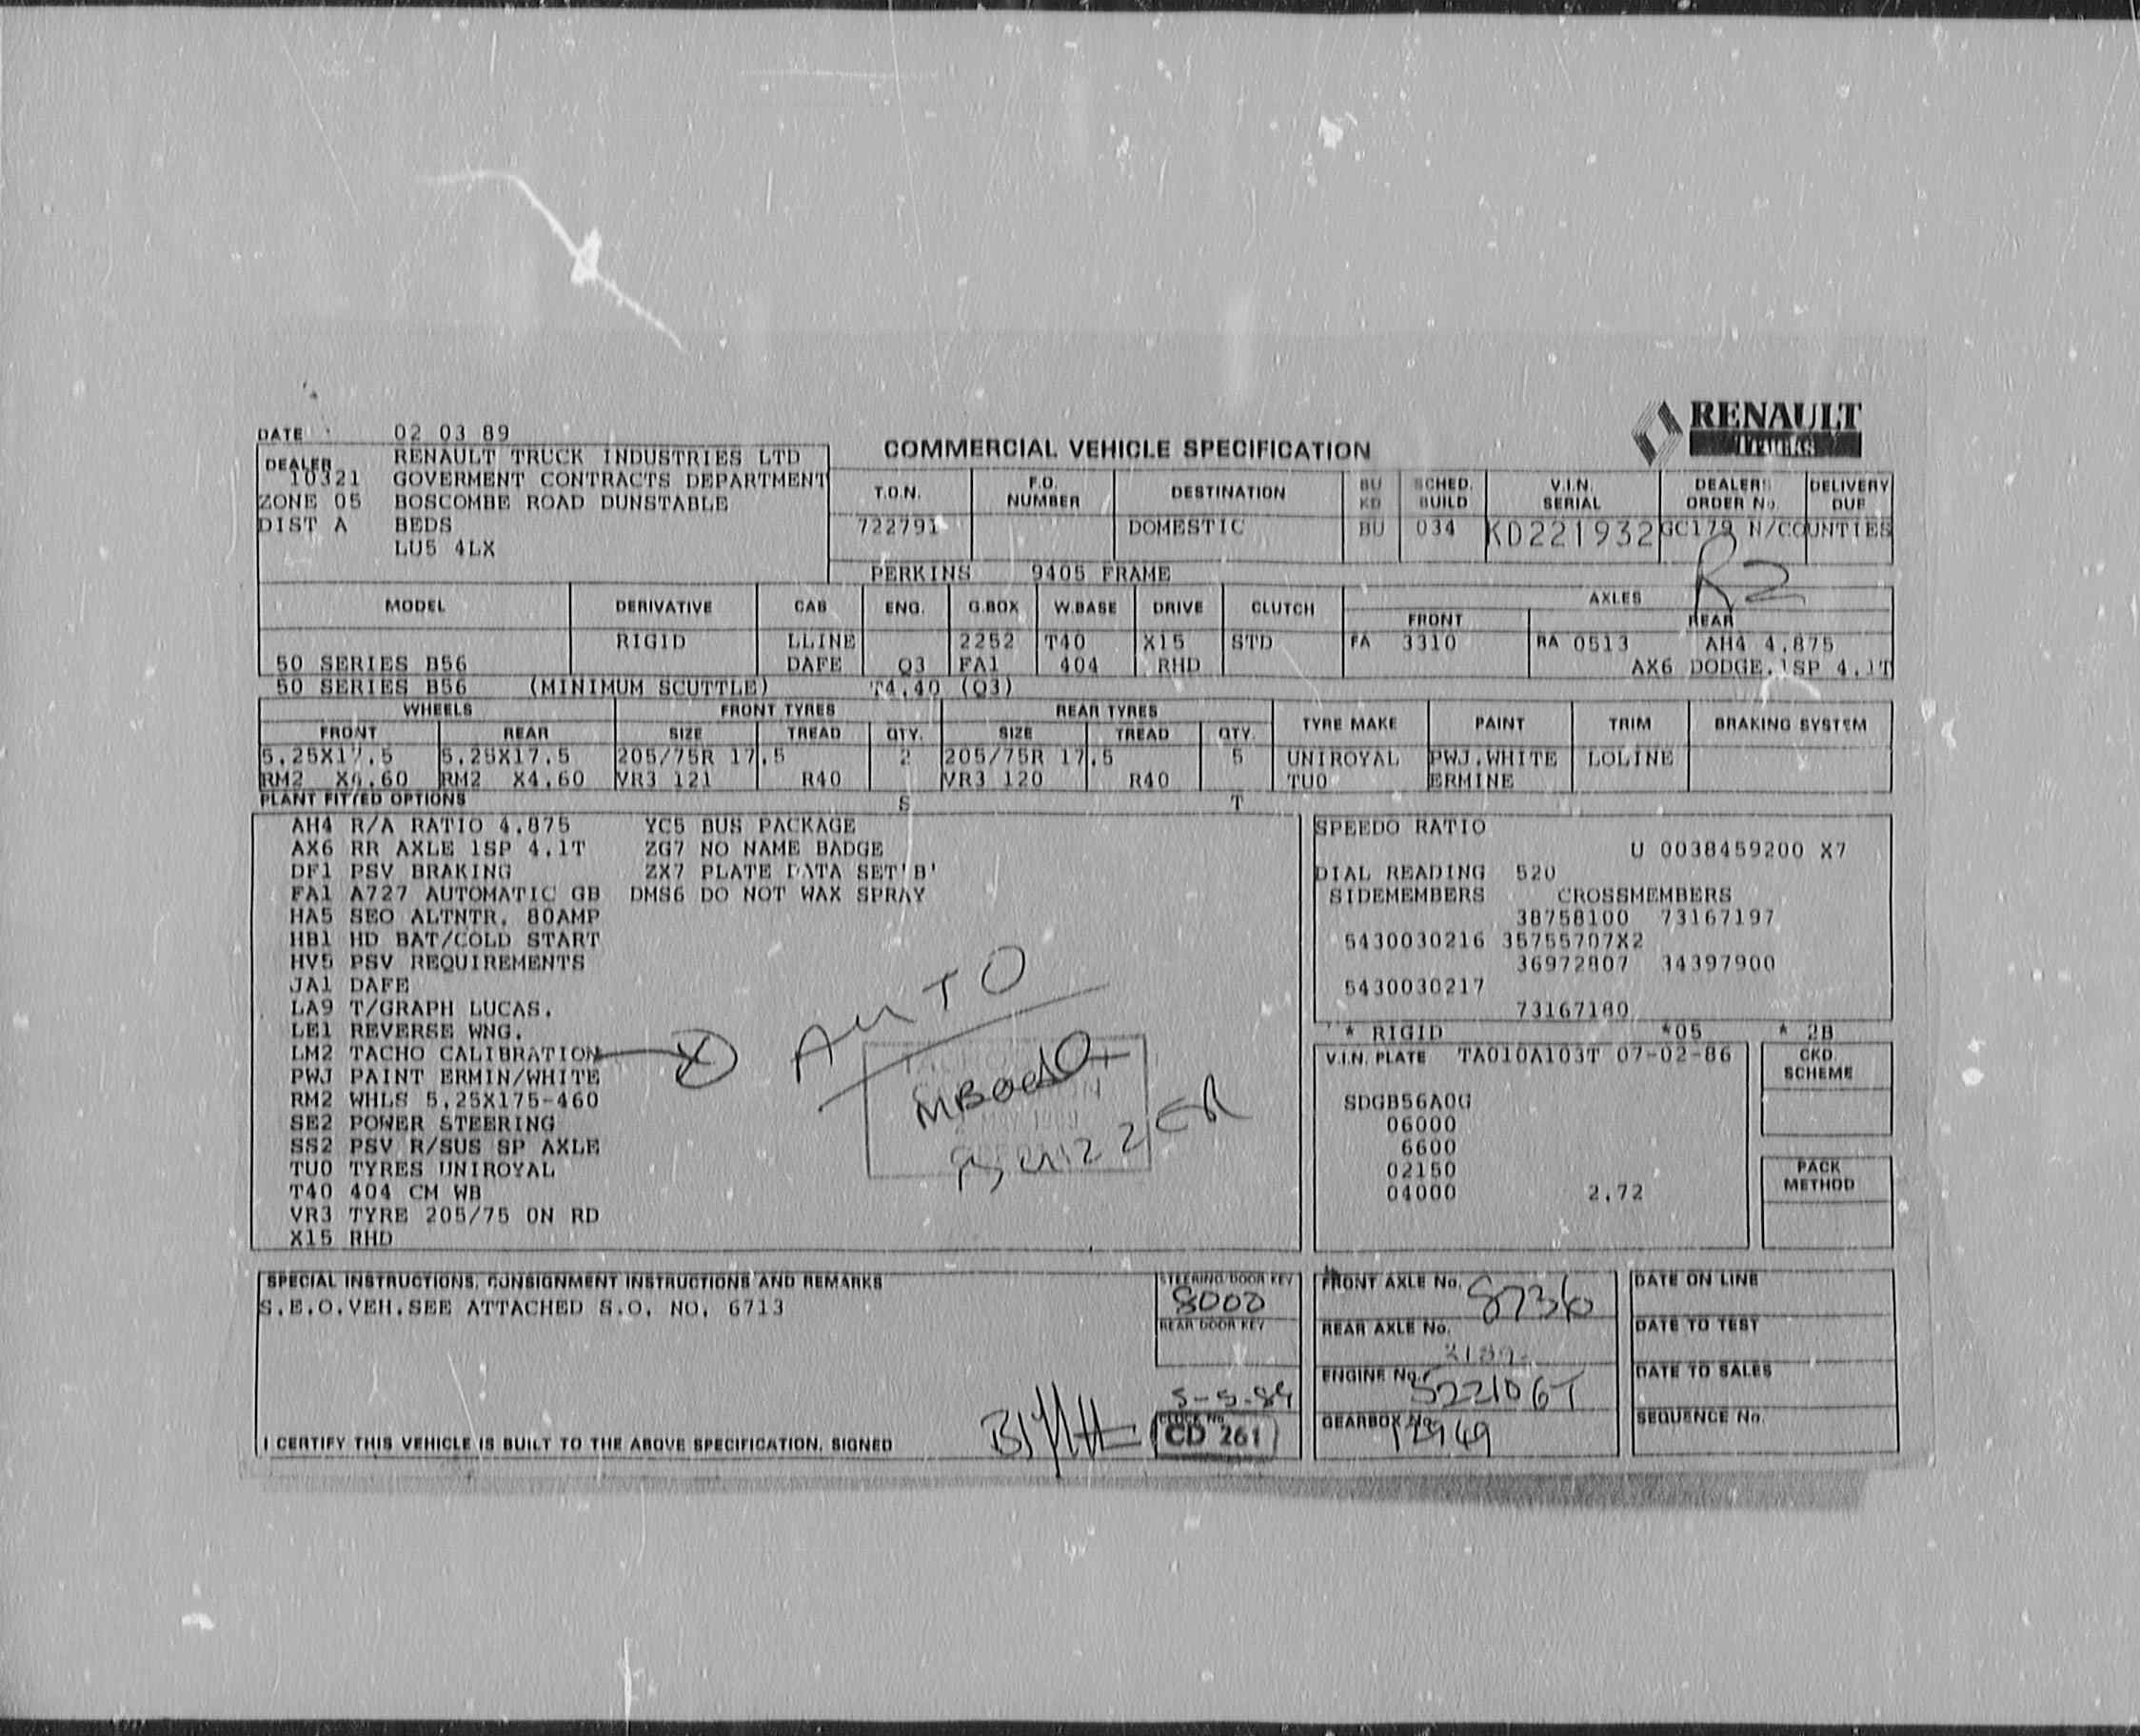 RENAULT
TRUCKS
DATE 02 03 89
COMMERCIAL VEHICLE SPECIFICATION
DEALER RENAULT TRUCK INDUSTRIES LTD
10321 GOVERMENT CONTRACTS DEPARTMENT
ZONE 05 BOSCOMBE ROAD DUNSTABLE
DIST A BEDS
LU5 4LX
T.O.N. F.O. NUMBER DESTINATION BU KD SCHED. BUILD V.I.N. SERIAL DEALERS ORDER No. DELIVERY DUE
722791 DOMESTIC BU 034 KD221932 GC179 N/COUNTIES
PERKINS 9405 FRAME
R2
MODEL DERIVATIVE CAB ENG. G.BOX W.BASE DRIVE CLUTCH AXLES
FRONT REAR
RIGID LLINE 2252 T40 X15 STD FA 3310 RA 0513 AH4 4.875
50 SERIES B56 DAFE Q3 FA1 404 RHD AX6 DODGE.1SP 4.1T
50 SERIES B56 (MINIMUM SCUTTLE) T4.40 (Q3)
WHEELS FRONT TYRES REAR TYRES TYRE MAKE PAINT TRIM BRAKING SYSTEM
FRONT REAR SIZE TREAD QTY. SIZE TREAD QTY.
5.25X17.5 5.25X17.5 205/75R 17.5 2 205/75R 17.5 5 UNIROYAL PWJ.WHITE LOLINE
RM2 X4.60 RM2 X4.60 VR3 121 R40 VR3 120 R40 TU0 ERMINE
PLANT FITTED OPTIONS S T
AH4 R/A RATIO 4.875 YC5 BUS PACKAGE
AX6 RR AXLE 1SP 4.1T ZG7 NO NAME BADGE
DF1 PSV BRAKING ZX7 PLATE DATA SET'B'
FA1 A727 AUTOMATIC GB DMS6 DO NOT WAX SPRAY
HA5 SEO ALTNTR. 80AMP
HB1 HD BAT/COLD START
HV5 PSV REQUIREMENTS
JA1 DAFE
LA9 T/GRAPH LUCAS.
LE1 REVERSE WNG.
LM2 TACHO CALIBRATION
PWJ PAINT ERMIN/WHITE
RM2 WHLS 5.25X175-460
SE2 POWER STEERING
SS2 PSV R/SUS SP AXLE
TU0 TYRES UNIROYAL
T40 404 CM WB
VR3 TYRE 205/75 ON RD
X15 RHD
AUTO
SPEEDO RATIO
U 0038459200 X7
DIAL READING 520
SIDEMEMBERS CROSSMEMBERS
38758100 73167197
5430030216 35755707X2
36972807 34397900
5430030217
73167180
* RIGID *05 * 2B
V.I.N. PLATE TA010A103T 07-02-86
SDGB56A0G
06000
6600
02150
04000 2.72
CKD. SCHEME
PACK METHOD
SPECIAL INSTRUCTIONS, CONSIGNMENT INSTRUCTIONS AND REMARKS
S.E.O.VEH.SEE ATTACHED S.O. NO. 6713
STEERING/DOOR KEY
8000
REAR DOOR KEY
5-5-89
CLOCK No.
CD 261
I CERTIFY THIS VEHICLE IS BUILT TO THE ABOVE SPECIFICATION, SIGNED
FRONT AXLE No. 8736
REAR AXLE No.
ENGINE No. 522106T
GEARBOX No. 12949
DATE ON LINE
DATE TO TEST
DATE TO SALES
SEQUENCE No.